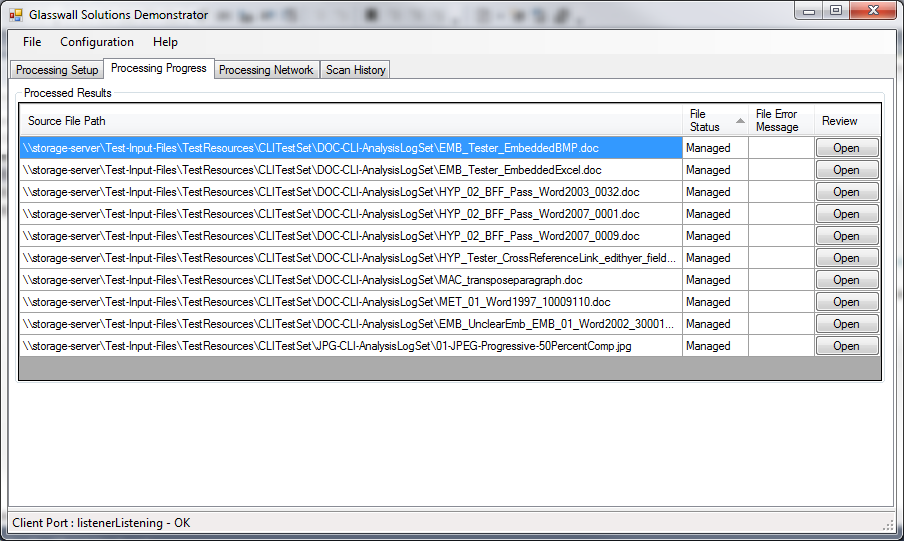 Glasswall Solutions Demonstrator
File Configuration Help
Processing Setup Processing Progress Processing Network Scan History
Processed Results
Source File Path File Status File Error Message Review
\\storage-server\Test-Input-Files\TestResources\CLITestSet\DOC-CLI-AnalysisLogSet\EMB_Tester_EmbeddedBMP.doc Managed Open
\\storage-server\Test-Input-Files\TestResources\CLITestSet\DOC-CLI-AnalysisLogSet\EMB_Tester_EmbeddedExcel.doc Managed Open
\\storage-server\Test-Input-Files\TestResources\CLITestSet\DOC-CLI-AnalysisLogSet\HYP_02_BFF_Pass_Word2003_0032.doc Managed Open
\\storage-server\Test-Input-Files\TestResources\CLITestSet\DOC-CLI-AnalysisLogSet\HYP_02_BFF_Pass_Word2007_0001.doc Managed Open
\\storage-server\Test-Input-Files\TestResources\CLITestSet\DOC-CLI-AnalysisLogSet\HYP_02_BFF_Pass_Word2007_0009.doc Managed Open
\\storage-server\Test-Input-Files\TestResources\CLITestSet\DOC-CLI-AnalysisLogSet\HYP_Tester_CrossReferenceLink_edithyer_field... Managed Open
\\storage-server\Test-Input-Files\TestResources\CLITestSet\DOC-CLI-AnalysisLogSet\MAC_transposeparagraph.doc Managed Open
\\storage-server\Test-Input-Files\TestResources\CLITestSet\DOC-CLI-AnalysisLogSet\MET_01_Word1997_10009110.doc Managed Open
\\storage-server\Test-Input-Files\TestResources\CLITestSet\DOC-CLI-AnalysisLogSet\EMB_UnclearEmb_EMB_01_Word2002_30001... Managed Open
\\storage-server\Test-Input-Files\TestResources\CLITestSet\JPG-CLI-AnalysisLogSet\01-JPEG-Progressive-50PercentComp.jpg Managed Open
Client Port : listenerListening - OK